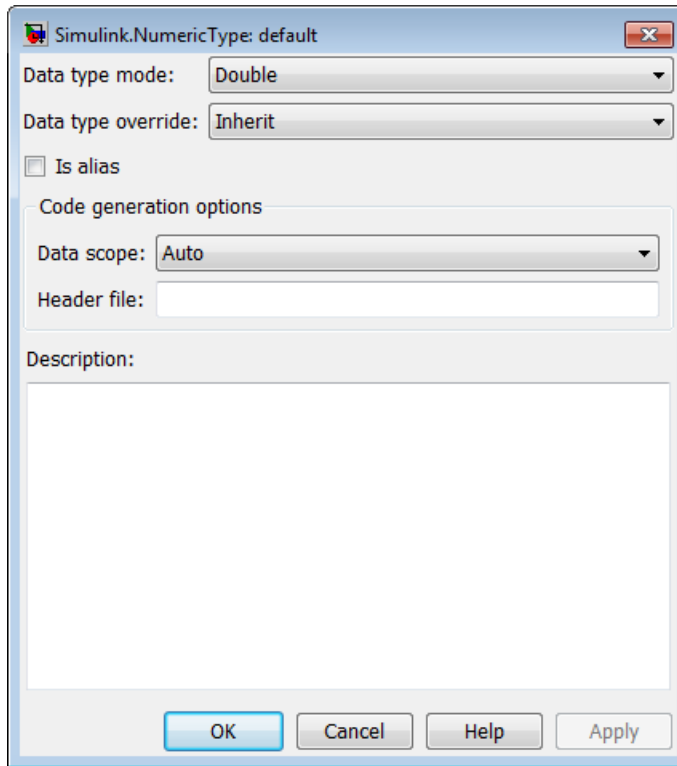 Simulink.NumericType: default
Data type mode: Double
Data type override: Inherit
Is alias
Code generation options
Data scope: Auto
Header file:
Description:
OK Cancel Help Apply